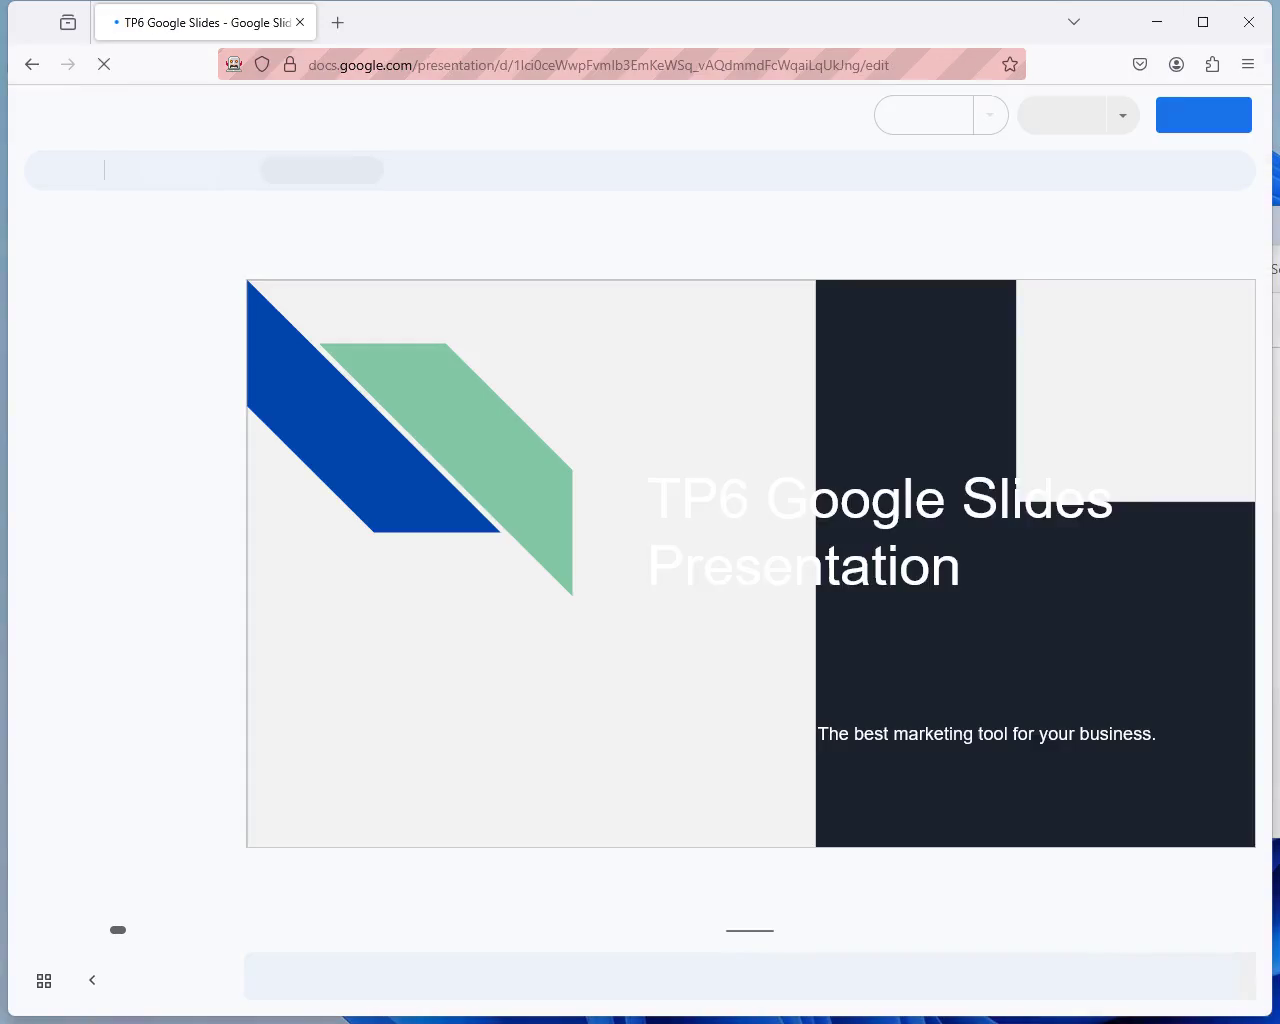 TP6 Google Slides - Google Slid
docs.google.com/presentation/d/1Ici0ceWwpFvmIb3EmKeWSq_vAQdmmdFcWqaiLqUkJng/edit
TP6 Google Slides
Presentation
The best marketing tool for your business.